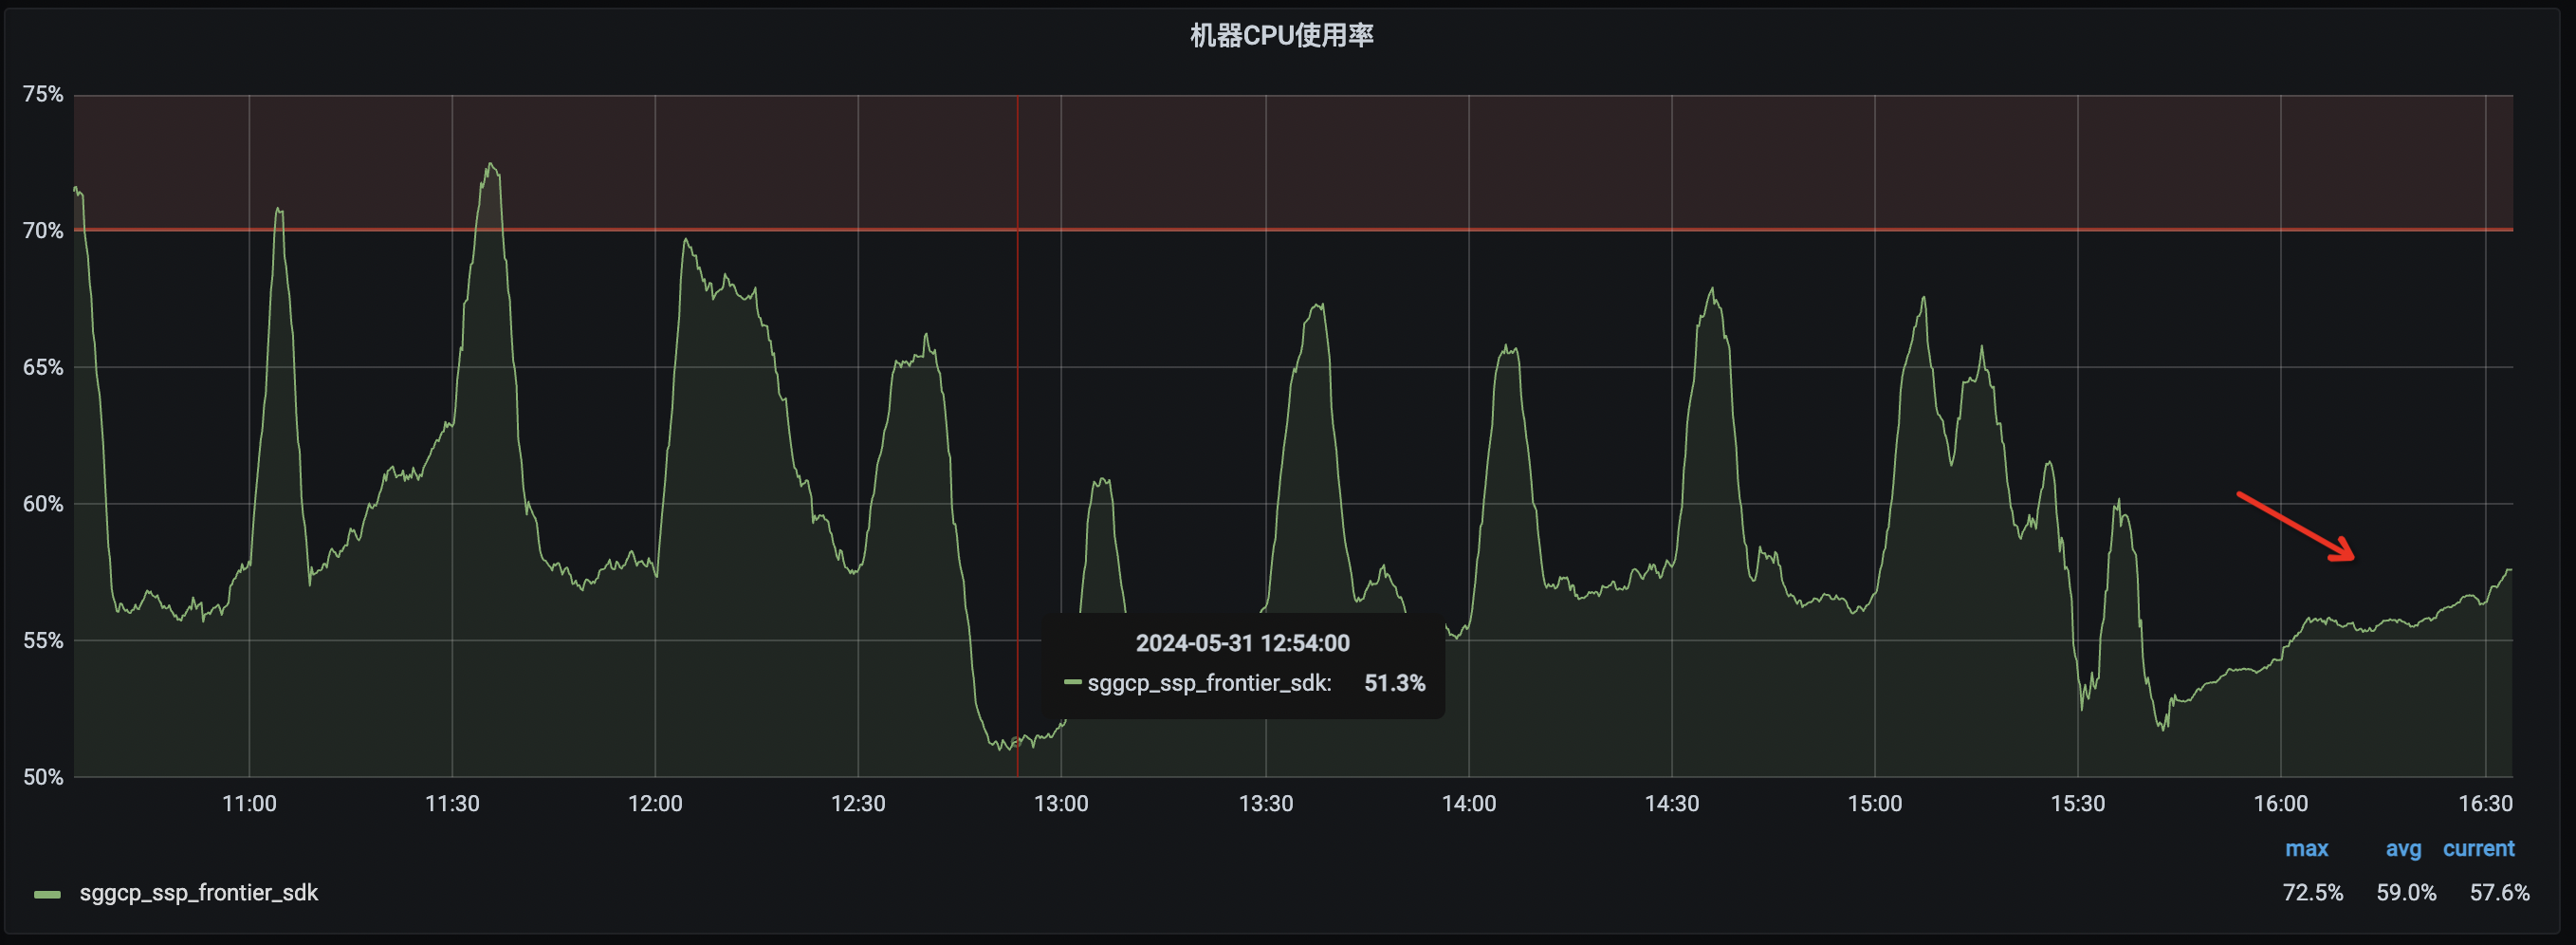 机器CPU使用率
75%
70%
65%
60%
55%
50%
2024-05-31 12:54:00
sggcp_ssp_frontier_sdk: 51.3%
11:00 11:30 12:00 12:30 13:00 13:30 14:00 14:30 15:00 15:30 16:00 16:30
max avg current
sggcp_ssp_frontier_sdk 72.5% 59.0% 57.6%